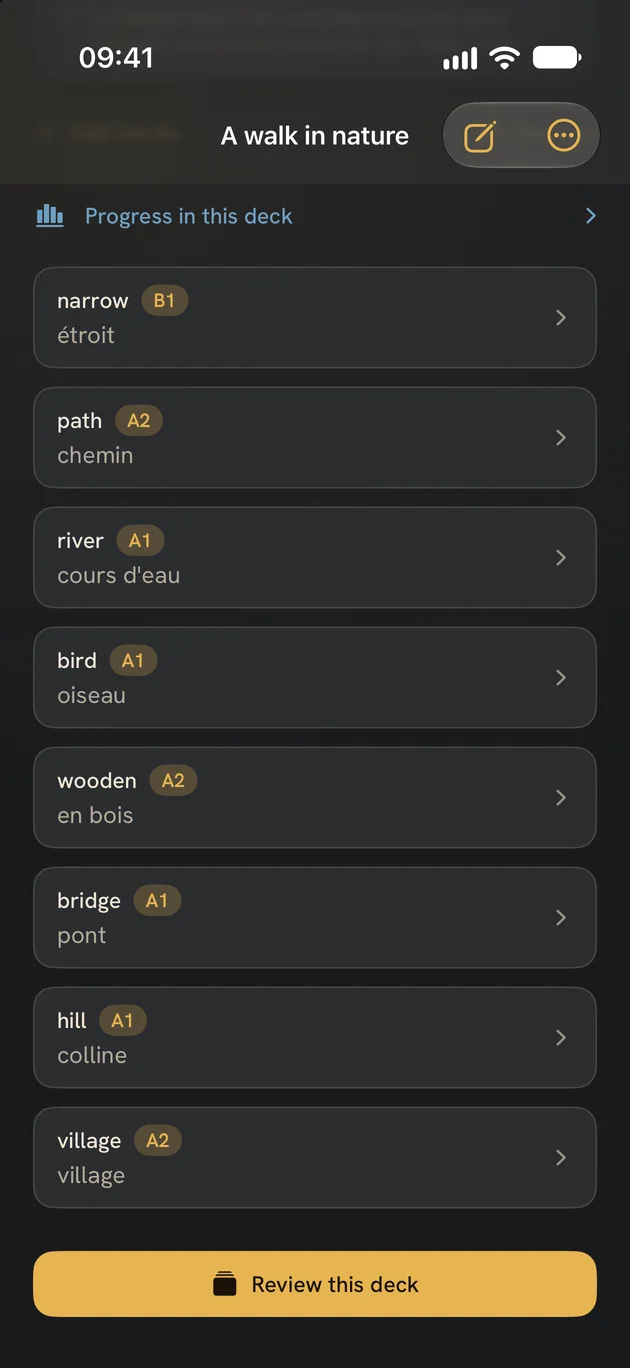 09:41
A walk in nature
Progress in this deck
narrow B1
étroit
path A2
chemin
river A1
cours d'eau
bird A1
oiseau
wooden A2
en bois
bridge A1
pont
hill A1
colline
village A2
village
Review this deck